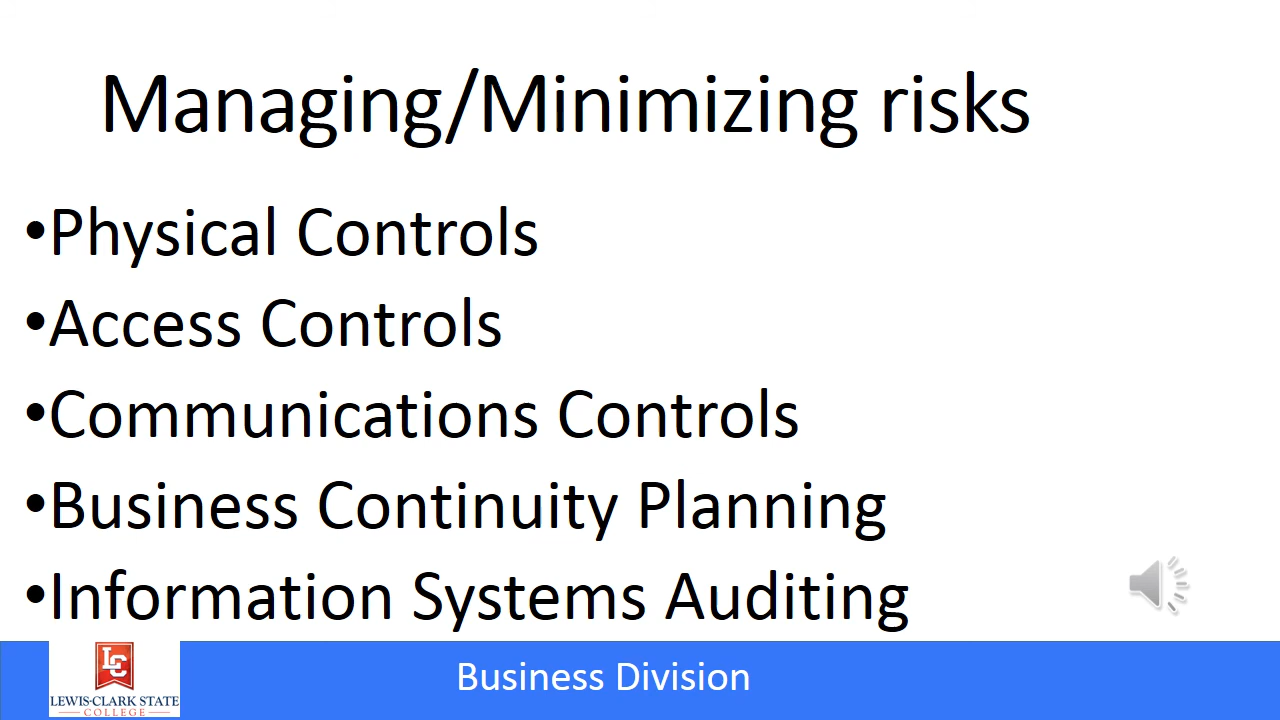 Managing/Minimizing risks
•Physical Controls
•Access Controls
•Communications Controls
•Business Continuity Planning
•Information Systems Auditing
LC
LEWIS-CLARK STATE
COLLEGE
Business Division